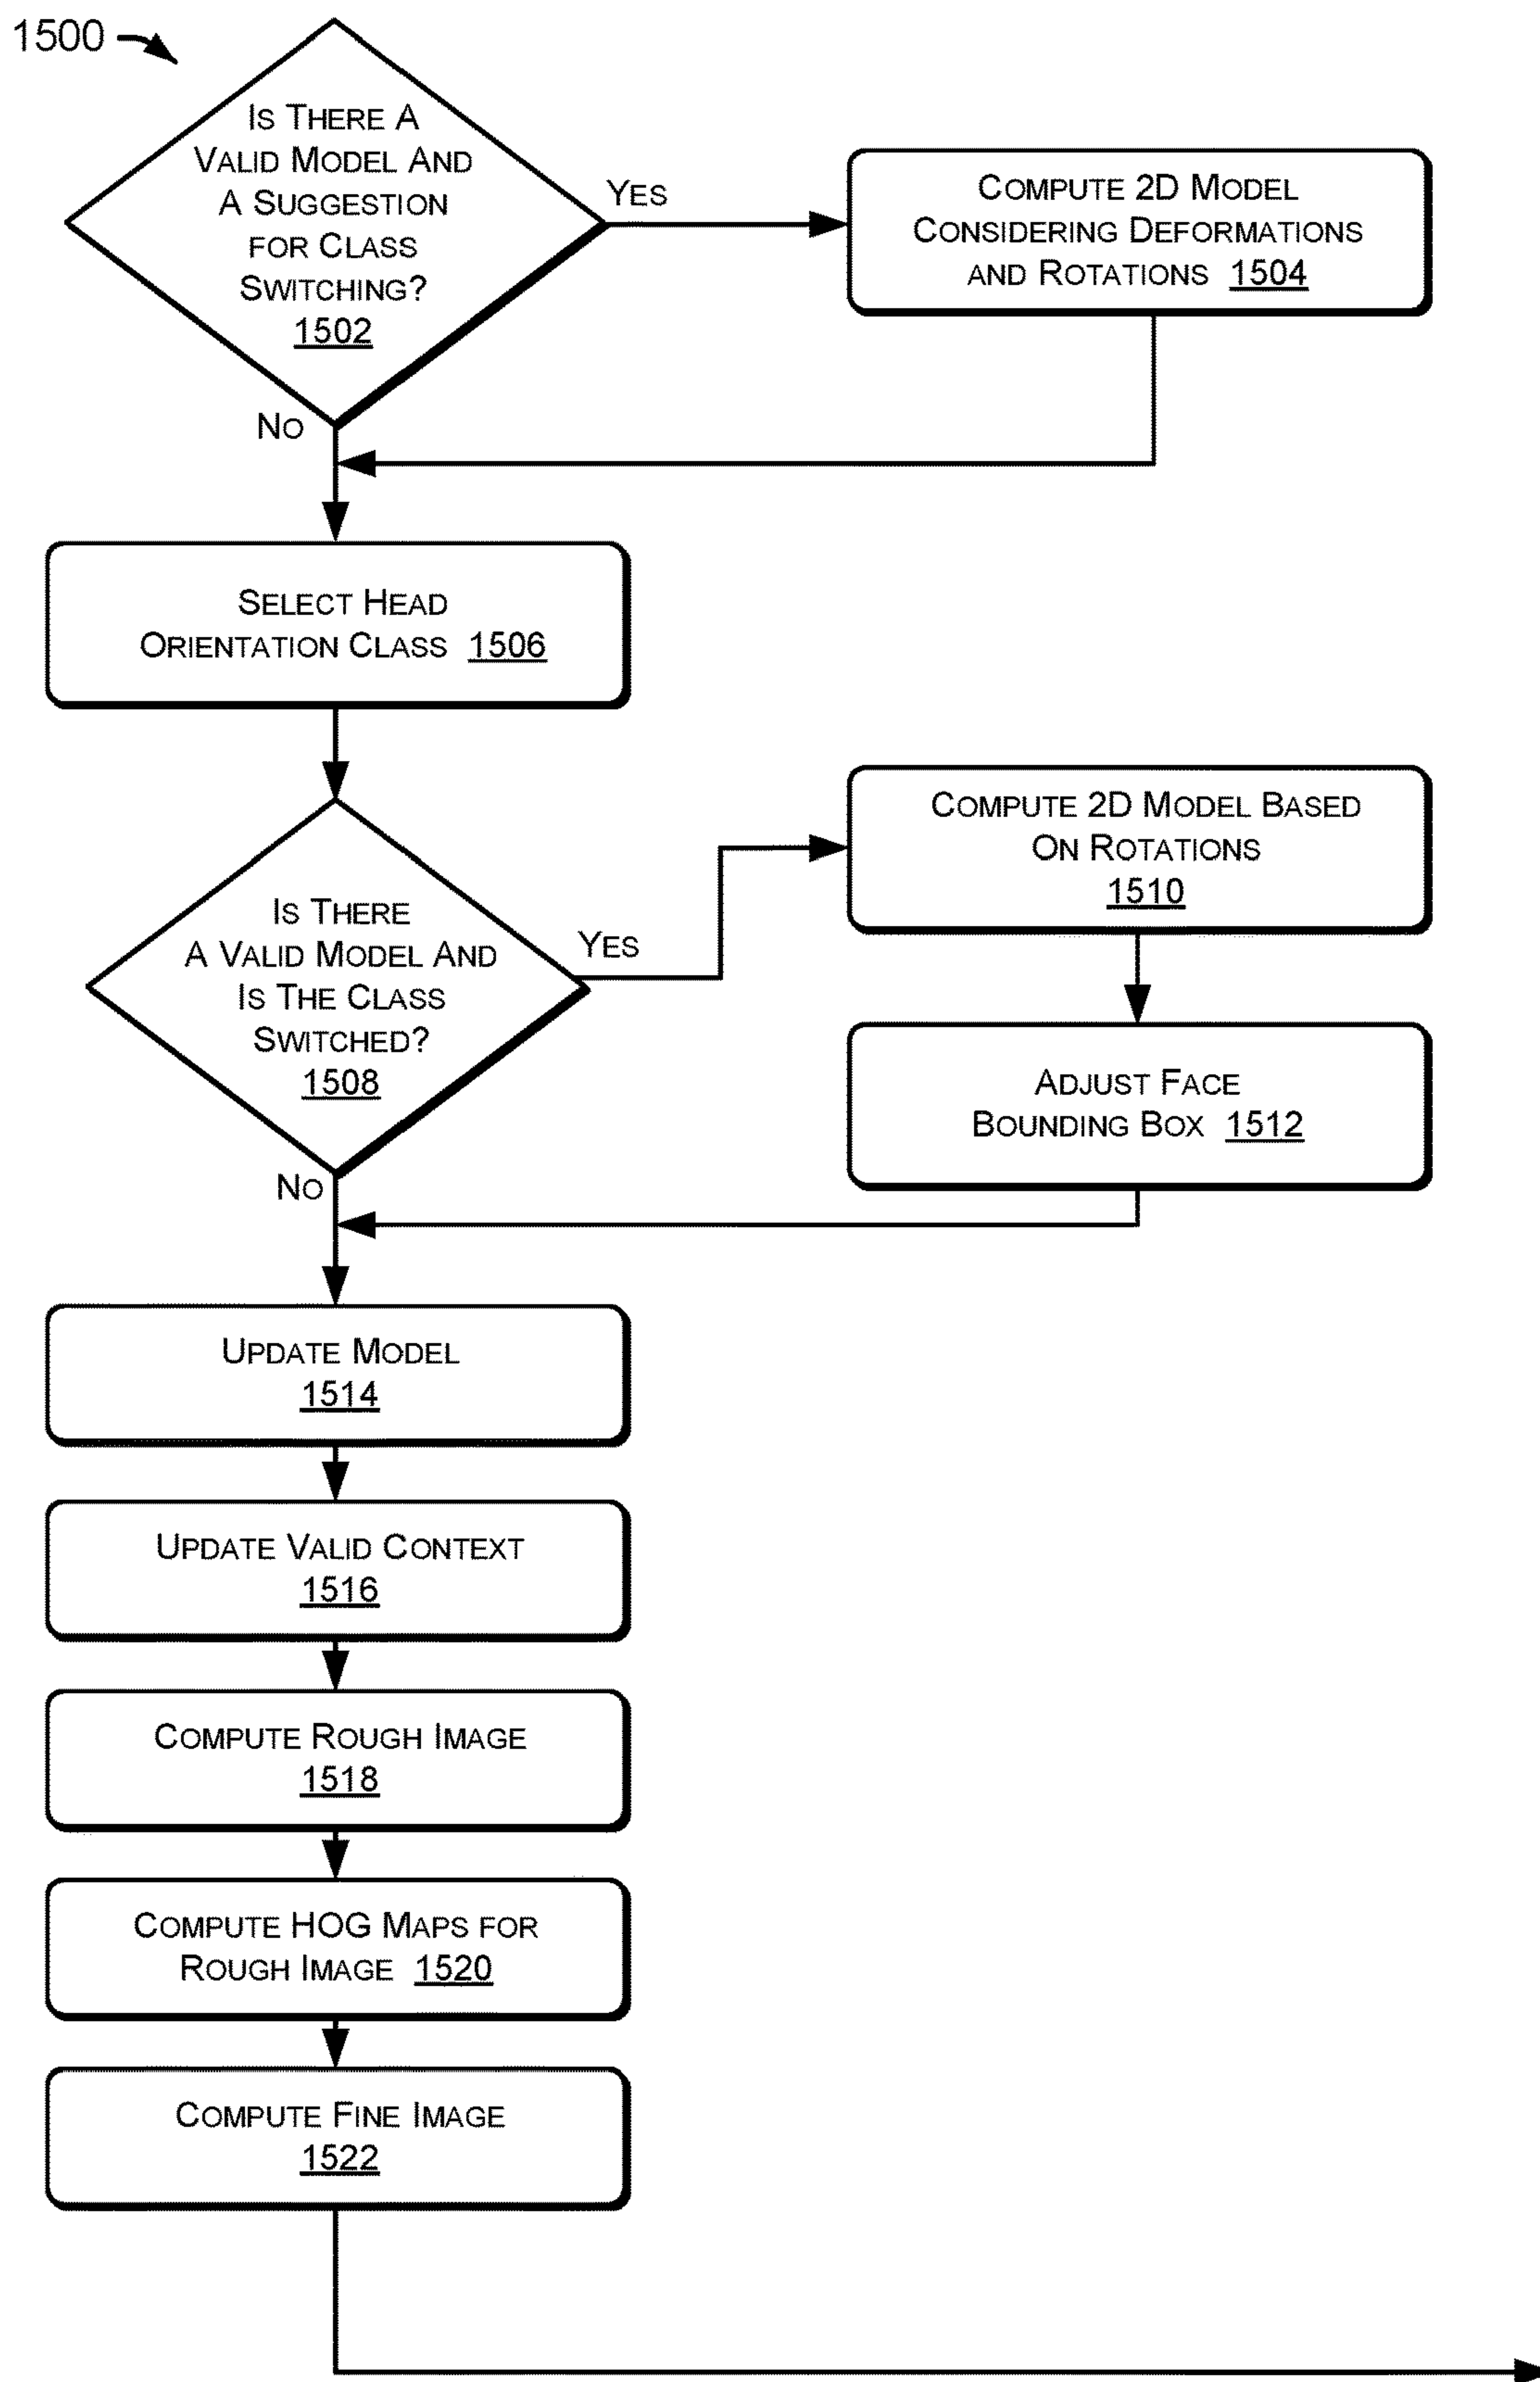 1500
IS THERE A
VALID MODEL AND
A SUGGESTION
FOR CLASS
SWITCHING?
1502
YES
COMPUTE 2D MODEL
CONSIDERING DEFORMATIONS
AND ROTATIONS 1504
NO
SELECT HEAD
ORIENTATION CLASS 1506
IS THERE
A VALID MODEL AND
IS THE CLASS
SWITCHED?
1508
YES
COMPUTE 2D MODEL BASED
ON ROTATIONS
1510
ADJUST FACE
BOUNDING BOX 1512
NO
UPDATE MODEL
1514
UPDATE VALID CONTEXT
1516
COMPUTE ROUGH IMAGE
1518
COMPUTE HOG MAPS FOR
ROUGH IMAGE 1520
COMPUTE FINE IMAGE
1522